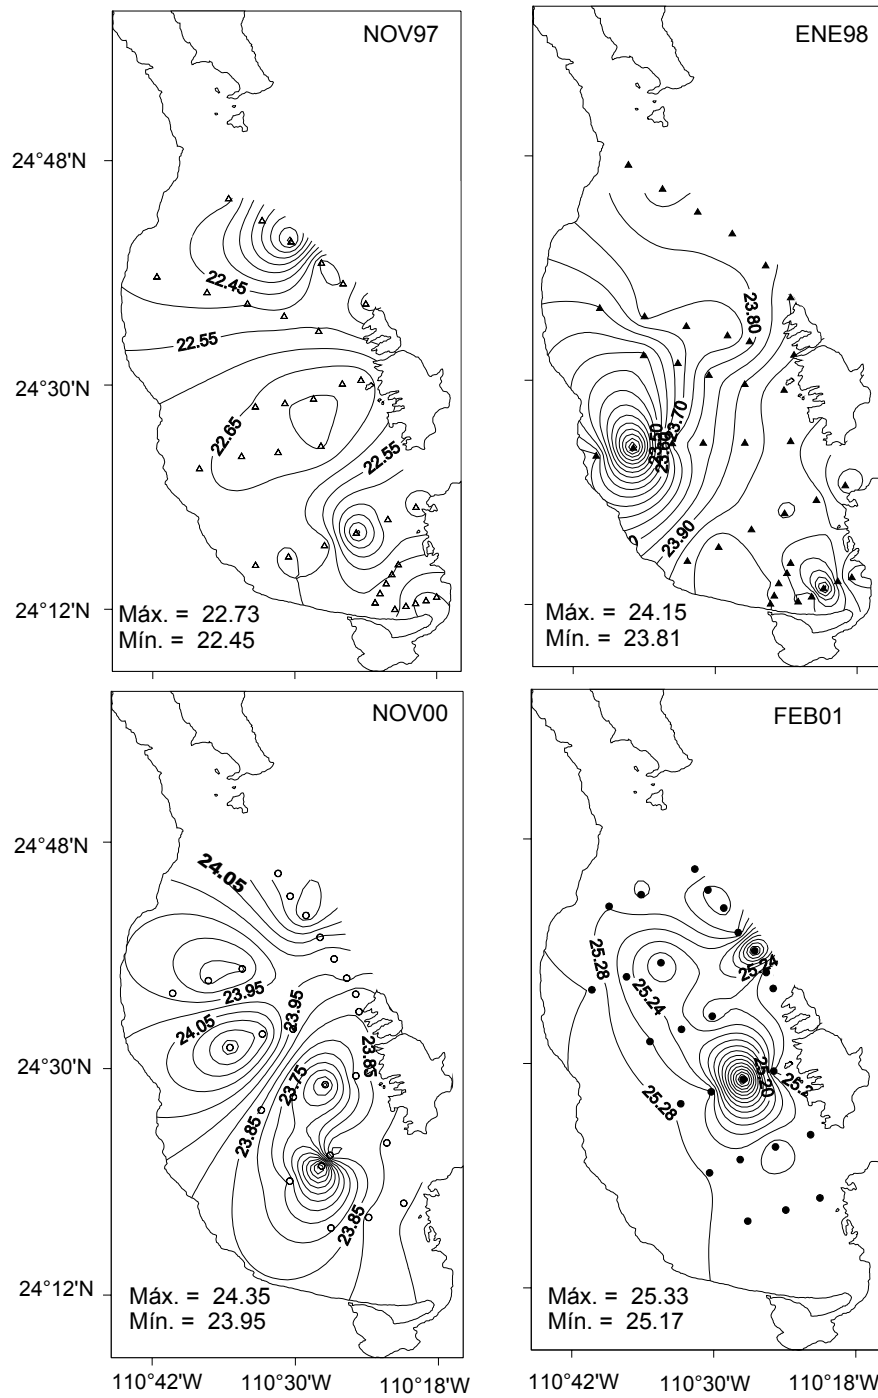 NOV97
ENE98
24°48'N
22.45
23.80
22.55
24°30'N
23.70
22.65
23.50
22.55
23.90
24°12'N
Máx. = 22.73
Mín. = 22.45
Máx. = 24.15
Mín. = 23.81
NOV00
FEB01
24°48'N
24.05
25.28
25.24
23.95
23.95
25.24
24.05
24°30'N
23.85
23.75
25.20
25.28
23.85
23.85
24°12'N
Máx. = 24.35
Mín. = 23.95
Máx. = 25.33
Mín. = 25.17
110°42'W
110°30'W
110°18'W
110°42'W
110°30'W
110°18'W